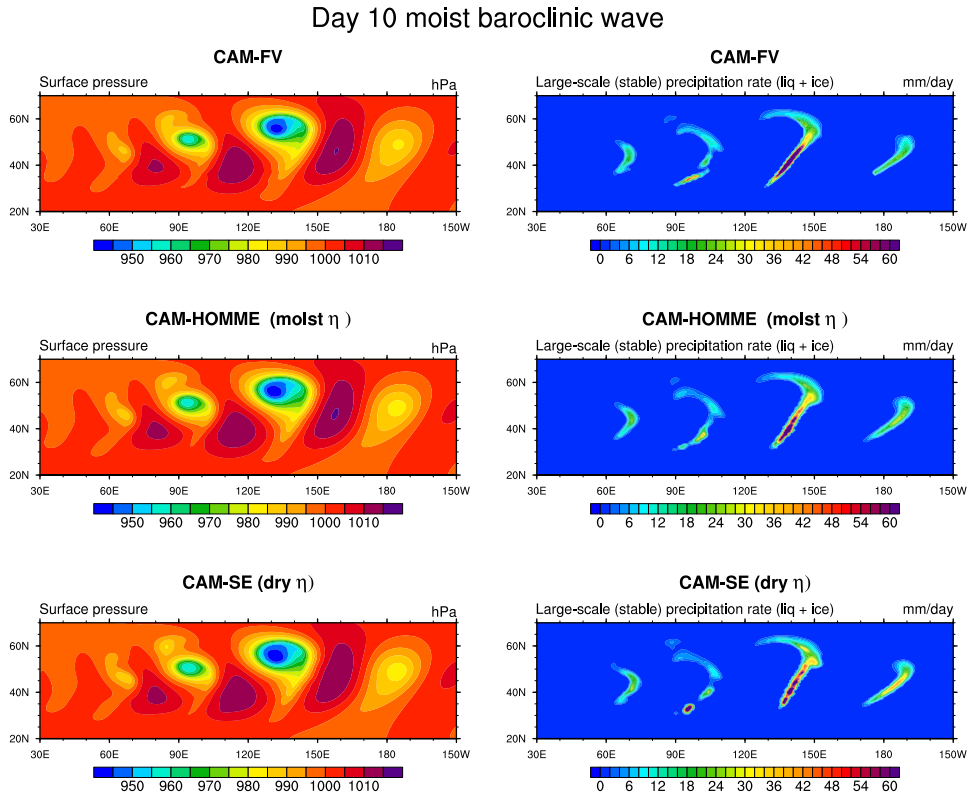 Day 10 moist baroclinic wave
CAM-FV
Surface pressure hPa
60N
40N
20N
30E 60E 90E 120E 150E 180 150W
950 960 970 980 990 1000 1010
CAM-FV
Large-scale (stable) precipitation rate (liq + ice) mm/day
60N
40N
20N
30E 60E 90E 120E 150E 180 150W
0 6 12 18 24 30 36 42 48 54 60
CAM-HOMME (molst η )
Surface pressure hPa
60N
40N
20N
30E 60E 90E 120E 150E 180 150W
950 960 970 980 990 1000 1010
CAM-HOMME (molst η )
Large-scale (stable) precipitation rate (liq + ice) mm/day
60N
40N
20N
30E 60E 90E 120E 150E 180 150W
0 6 12 18 24 30 36 42 48 54 60
CAM-SE (dry η)
Surface pressure hPa
60N
40N
20N
30E 60E 90E 120E 150E 180 150W
950 960 970 980 990 1000 1010
CAM-SE (dry η)
Large-scale (stable) precipitation rate (liq + ice) mm/day
60N
40N
20N
30E 60E 90E 120E 150E 180 150W
0 6 12 18 24 30 36 42 48 54 60